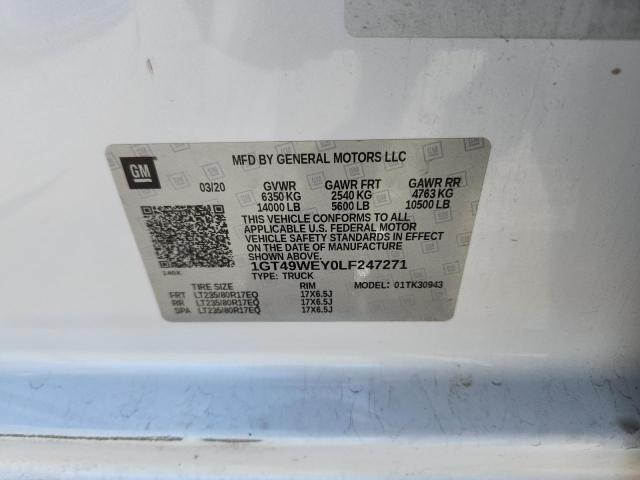 GM
MFD BY GENERAL MOTORS LLC
03/20 GVWR GAWR FRT GAWR RR
6350 KG 2540 KG 4763 KG
14000 LB 5600 LB 10500 LB
THIS VEHICLE CONFORMS TO ALL
APPLICABLE U.S. FEDERAL MOTOR
VEHICLE SAFETY STANDARDS IN EFFECT
ON THE DATE OF MANUFACTURE
SHOWN ABOVE.
1GT49WEY0LF247271
TYPE: TRUCK MODEL: 01TK30943
TIRE SIZE RIM
FRT LT235/80R17EQ 17X6.5J
RR LT235/80R17EQ 17X6.5J
SPA LT235/80R17EQ 17X6.5J